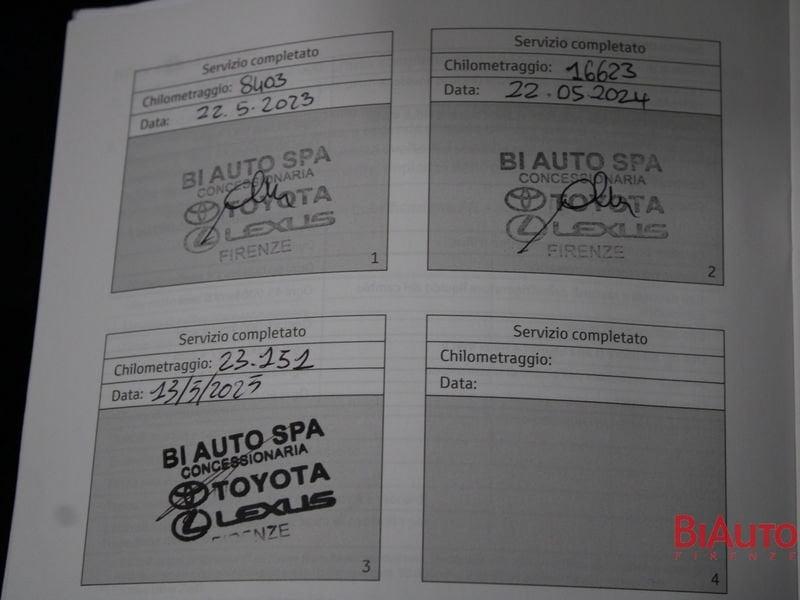 Servizio completato
Chilometraggio: 8403
Data: 22.5.2023
BI AUTO SPA
CONCESSIONARIA
TOYOTA
LEXUS
FIRENZE
1
Servizio completato
Chilometraggio: 16623
Data: 22.05.2024
BI AUTO SPA
CONCESSIONARIA
TOYOTA
LEXUS
FIRENZE
2
Servizio completato
Chilometraggio: 23.151
Data: 13/5/2025
BI AUTO SPA
CONCESSIONARIA
TOYOTA
LEXUS
FIRENZE
3
Servizio completato
Chilometraggio:
Data:
4
BIAUTO
FIRENZE